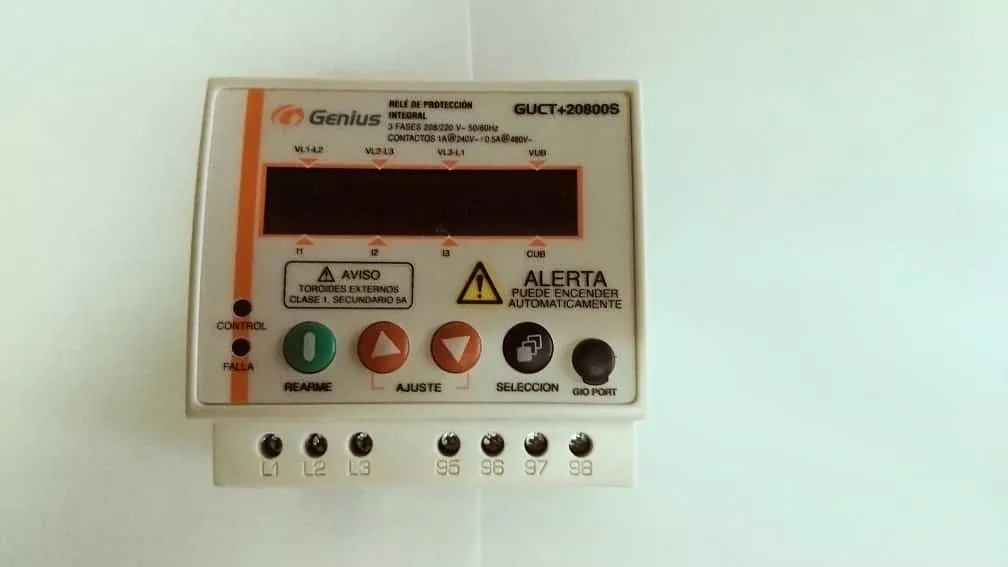 Genius
RELÉ DE PROTECCIÓN
INTEGRAL
3 FASES 208/220 V~ 50/60Hz
CONTACTOS 1A@240V~ / 0.5A@480V~
GUCT+20800S
VL1-L2 VL2-L3 VL3-L1 VUB
I1 I2 I3 CUB
AVISO
TOROIDES EXTERNOS
CLASE 1, SECUNDARIO 5A
ALERTA
PUEDE ENCENDER
AUTOMATICAMENTE
CONTROL
FALLA
REARME
AJUSTE
SELECCION
GIO PORT
L1 L2 L3 95 96 97 98